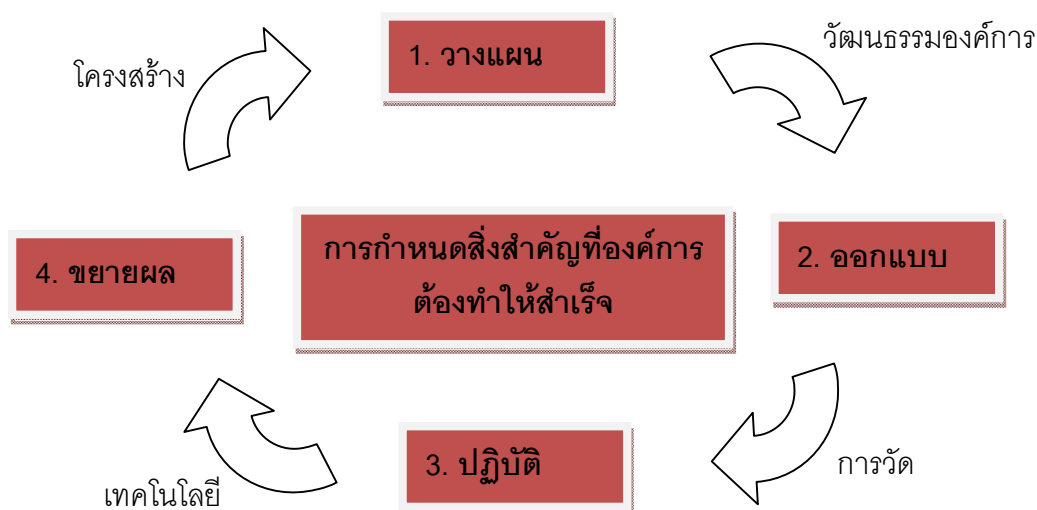 1. วางแผน
วัฒนธรรมองค์การ
โครงสร้าง
การกำหนดสิ่งสำคัญที่องค์การ
ต้องทำให้สำเร็จ
2. ออกแบบ
4. ขยายผล
3. ปฏิบัติ
การวัด
เทคโนโลยี